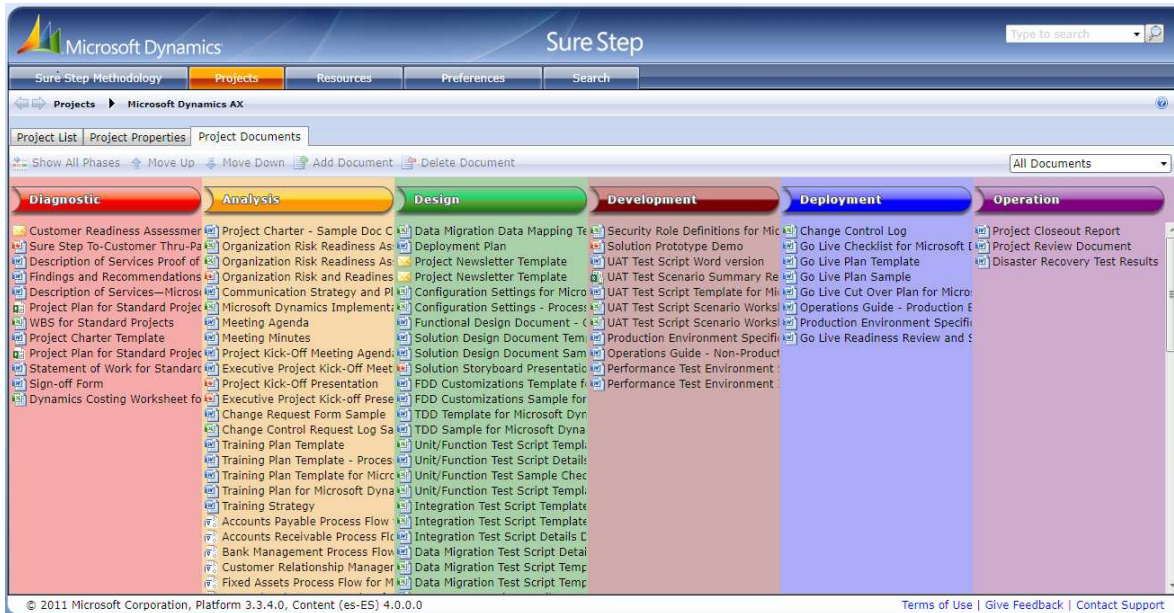 Microsoft Dynamics
Sure Step
Type to search
Sure Step Methodology Projects Resources Preferences Search
Projects Microsoft Dynamics AX
Project List Project Properties Project Documents
Show All Phases Move Up Move Down Add Document Delete Document All Documents
Diagnostic
Customer Readiness Assessmer
Sure Step To-Customer Thru-Pa
Description of Services Proof of
Findings and Recommendations
Description of Services—Micros
Project Plan for Standard Projec
WBS for Standard Projects
Project Charter Template
Project Plan for Standard Projec
Statement of Work for Standard
Sign-off Form
Dynamics Costing Worksheet fo
Analysis
Project Charter - Sample Doc C
Organization Risk Readiness As
Organization Risk Readiness As
Organization Risk and Readines
Communication Strategy and Pl
Microsoft Dynamics Implementa
Meeting Agenda
Meeting Minutes
Project Kick-Off Meeting Agenda
Executive Project Kick-Off Meet
Project Kick-Off Presentation
Executive Project Kick-off Prese
Change Request Form Sample
Change Control Request Log Sa
Training Plan Template
Training Plan Template - Proces
Training Plan Template for Micro
Training Plan for Microsoft Dyna
Training Strategy
Accounts Payable Process Flow
Accounts Receivable Process Flo
Bank Management Process Flow
Customer Relationship Manager
Fixed Assets Process Flow for M
Design
Data Migration Data Mapping Te
Deployment Plan
Project Newsletter Template
Project Newsletter Template
Configuration Settings for Micro
Configuration Settings - Process
Functional Design Document - (
Solution Design Document Tem
Solution Design Document Sam
Solution Storyboard Presentatio
FDD Customizations Template fo
FDD Customizations Sample for
TDD Template for Microsoft Dyn
TDD Sample for Microsoft Dyna
Unit/Function Test Script Templa
Unit/Function Test Script Details
Unit/Function Test Sample Chec
Unit/Function Test Script Templa
Integration Test Script Template
Integration Test Script Template
Integration Test Script Details D
Data Migration Test Script Detai
Data Migration Test Script Temp
Data Migration Test Script Temp
Development
Security Role Definitions for Mic
Solution Prototype Demo
UAT Test Script Word version
UAT Test Scenario Summary Re
UAT Test Script Template for Mi
UAT Test Script Scenario Works
UAT Test Script Scenario Works
Production Environment Specifi
Operations Guide - Non-Product
Performance Test Environment
Performance Test Environment
Deployment
Change Control Log
Go Live Checklist for Microsoft D
Go Live Plan Template
Go Live Plan Sample
Go Live Cut Over Plan for Micro
Operations Guide - Production E
Production Environment Specifi
Go Live Readiness Review and S
Operation
Project Closeout Report
Project Review Document
Disaster Recovery Test Results
© 2011 Microsoft Corporation, Platform 3.3.4.0, Content (es-ES) 4.0.0.0 Terms of Use | Give Feedback | Contact Support